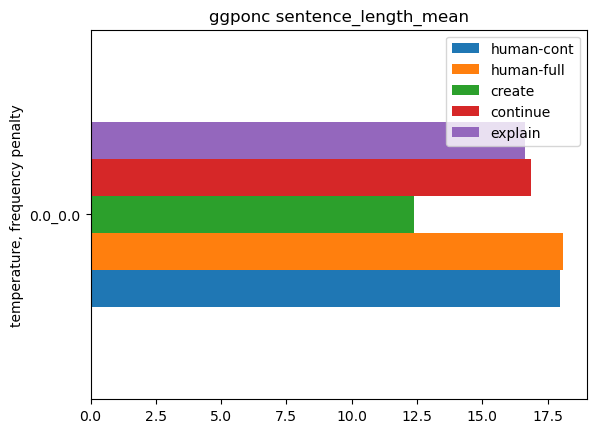 ggponc sentence_length_mean
human-cont
human-full
create
continue
explain
temperature, frequency penalty
0.0_0.0
0.0 2.5 5.0 7.5 10.0 12.5 15.0 17.5